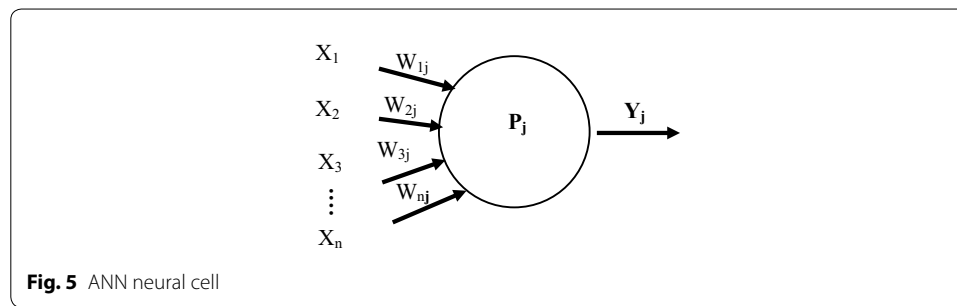 X₁
W₁ⱼ
X₂
W₂ⱼ
Pⱼ
Yⱼ
X₃
W₃ⱼ
Wₙⱼ
Xₙ
Fig. 5 ANN neural cell